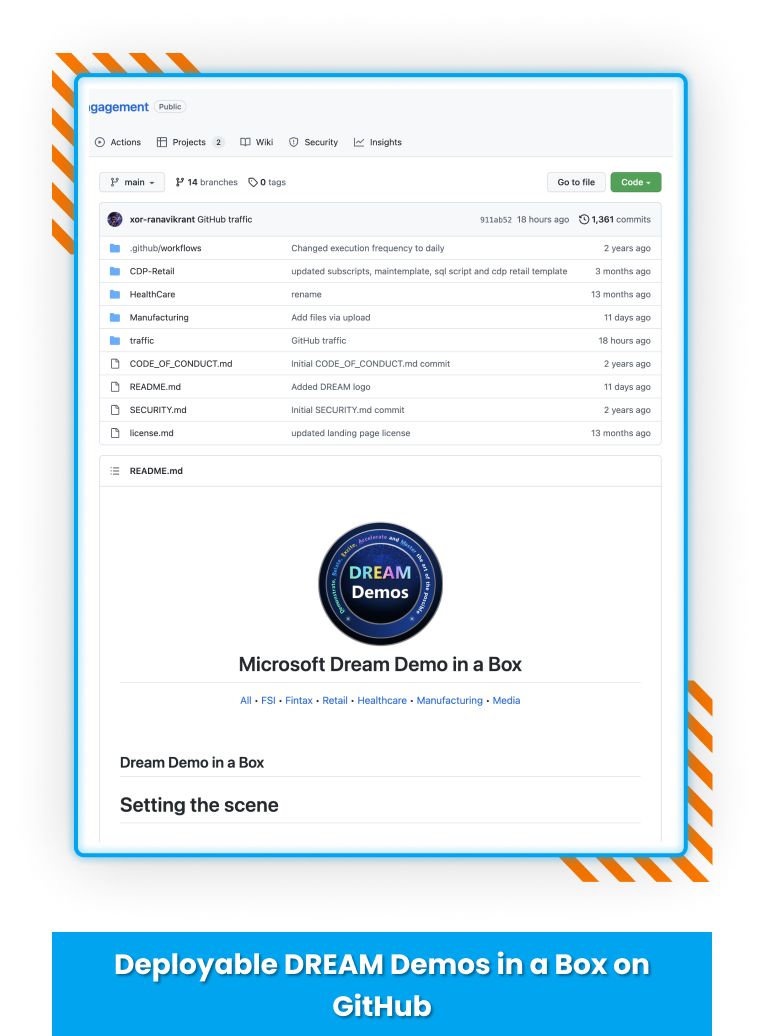 ngagement Public
Actions Projects 2 Wiki Security Insights
main 14 branches 0 tags Go to file Code
xor-ranavikrant GitHub traffic 911ab52 18 hours ago 1,361 commits
.github/workflows Changed execution frequency to daily 2 years ago
CDP-Retail updated subscripts, maintemplate, sql script and cdp retail template 3 months ago
HealthCare rename 13 months ago
Manufacturing Add files via upload 11 days ago
traffic GitHub traffic 18 hours ago
CODE_OF_CONDUCT.md Initial CODE_OF_CONDUCT.md commit 2 years ago
README.md Added DREAM logo 11 days ago
SECURITY.md Initial SECURITY.md commit 2 years ago
license.md updated landing page license 13 months ago
README.md
Demonstrate, Reveal, Excite, Accelerate and Master the art of the possible
DREAM
Demos
Microsoft Dream Demo in a Box
All • FSI • Fintax • Retail • Healthcare • Manufacturing • Media
Dream Demo in a Box
Setting the scene
Deployable DREAM Demos in a Box on
GitHub